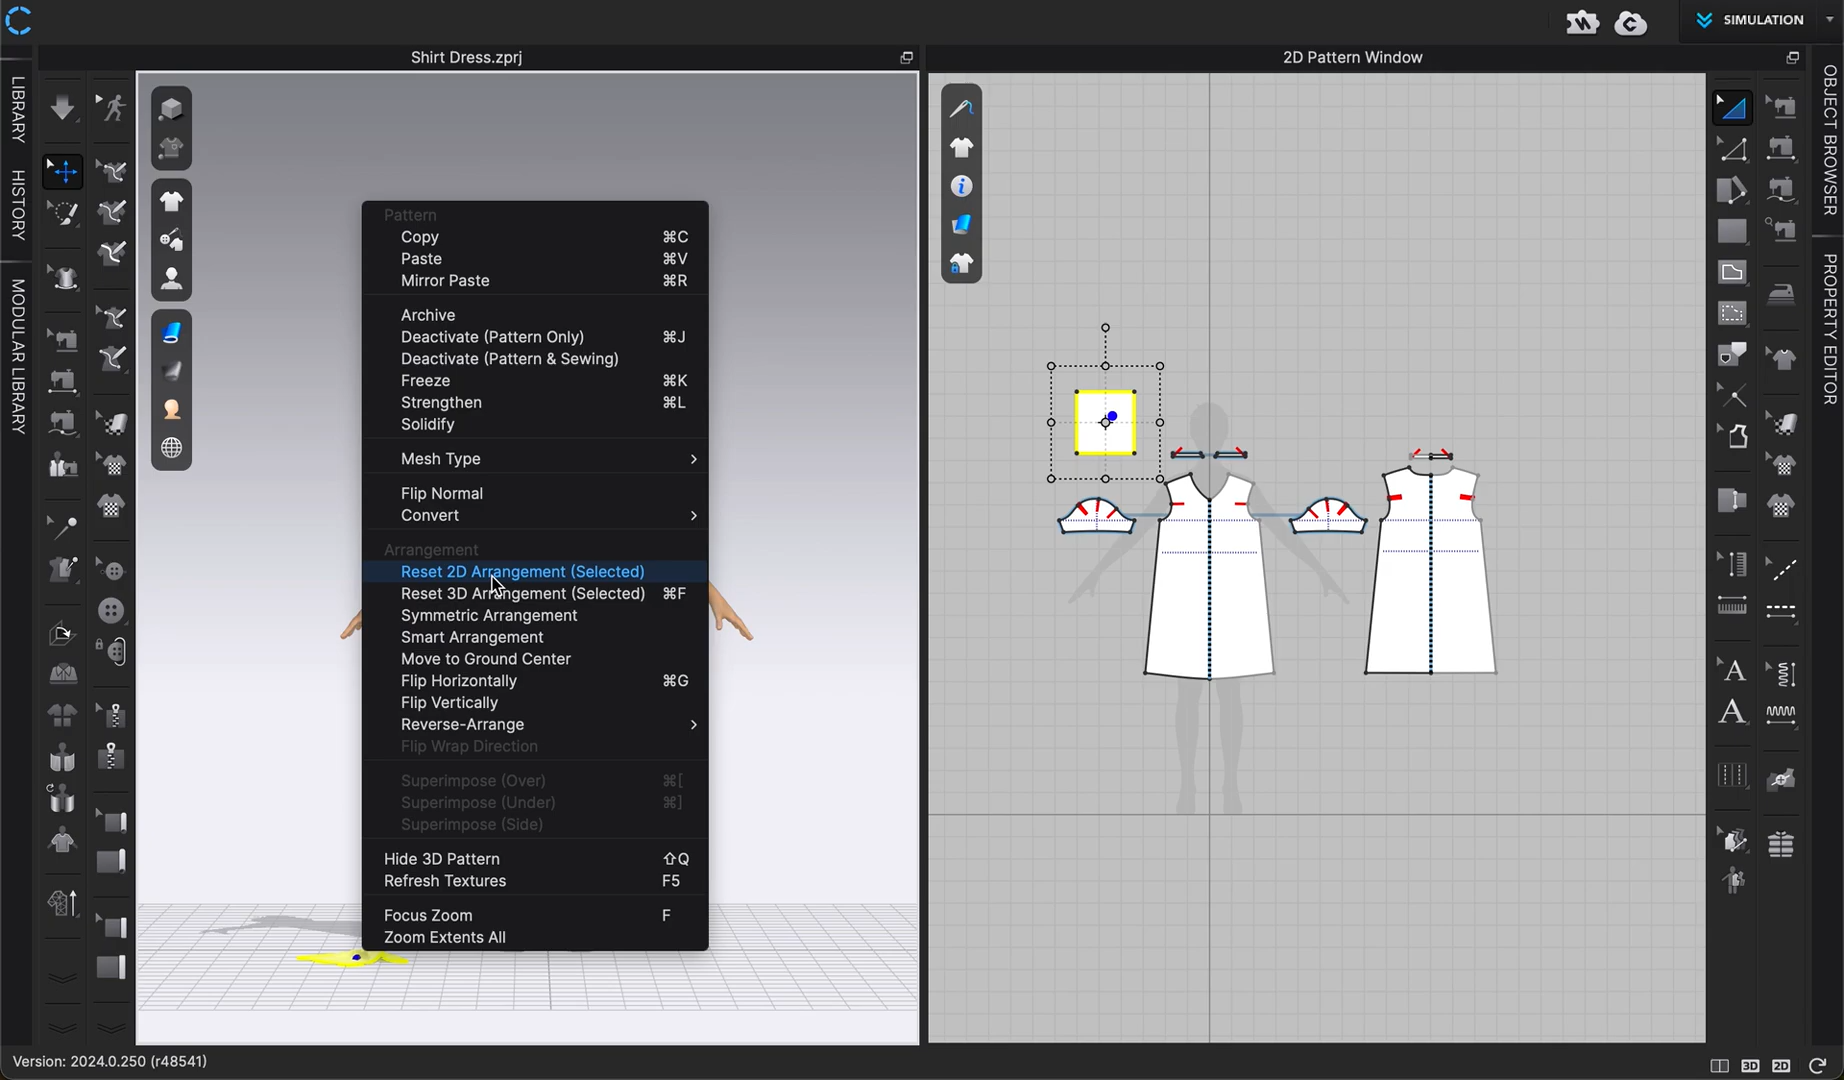 SIMULATION
Shirt Dress.zprj
2D Pattern Window
LIBRARY
HISTORY
MODULAR LIBRARY
Pattern
Copy ⌘C
Paste ⌘V
Mirror Paste ⌘R
Archive
Deactivate (Pattern Only) ⌘J
Deactivate (Pattern & Sewing)
Freeze ⌘K
Strengthen ⌘L
Solidify
Mesh Type
Flip Normal
Convert
Arrangement
Reset 2D Arrangement (Selected)
Reset 3D Arrangement (Selected) ⌘F
Symmetric Arrangement
Smart Arrangement
Move to Ground Center
Flip Horizontally ⌘G
Flip Vertically
Reverse-Arrange
Flip Wrap Direction
Superimpose (Over) ⌘[
Superimpose (Under) ⌘]
Superimpose (Side)
Hide 3D Pattern ⇧Q
Refresh Textures F5
Focus Zoom F
Zoom Extents All
A
A
OBJECT BROWSER
PROPERTY EDITOR
Version: 2024.0.250 (r48541)
3D 2D